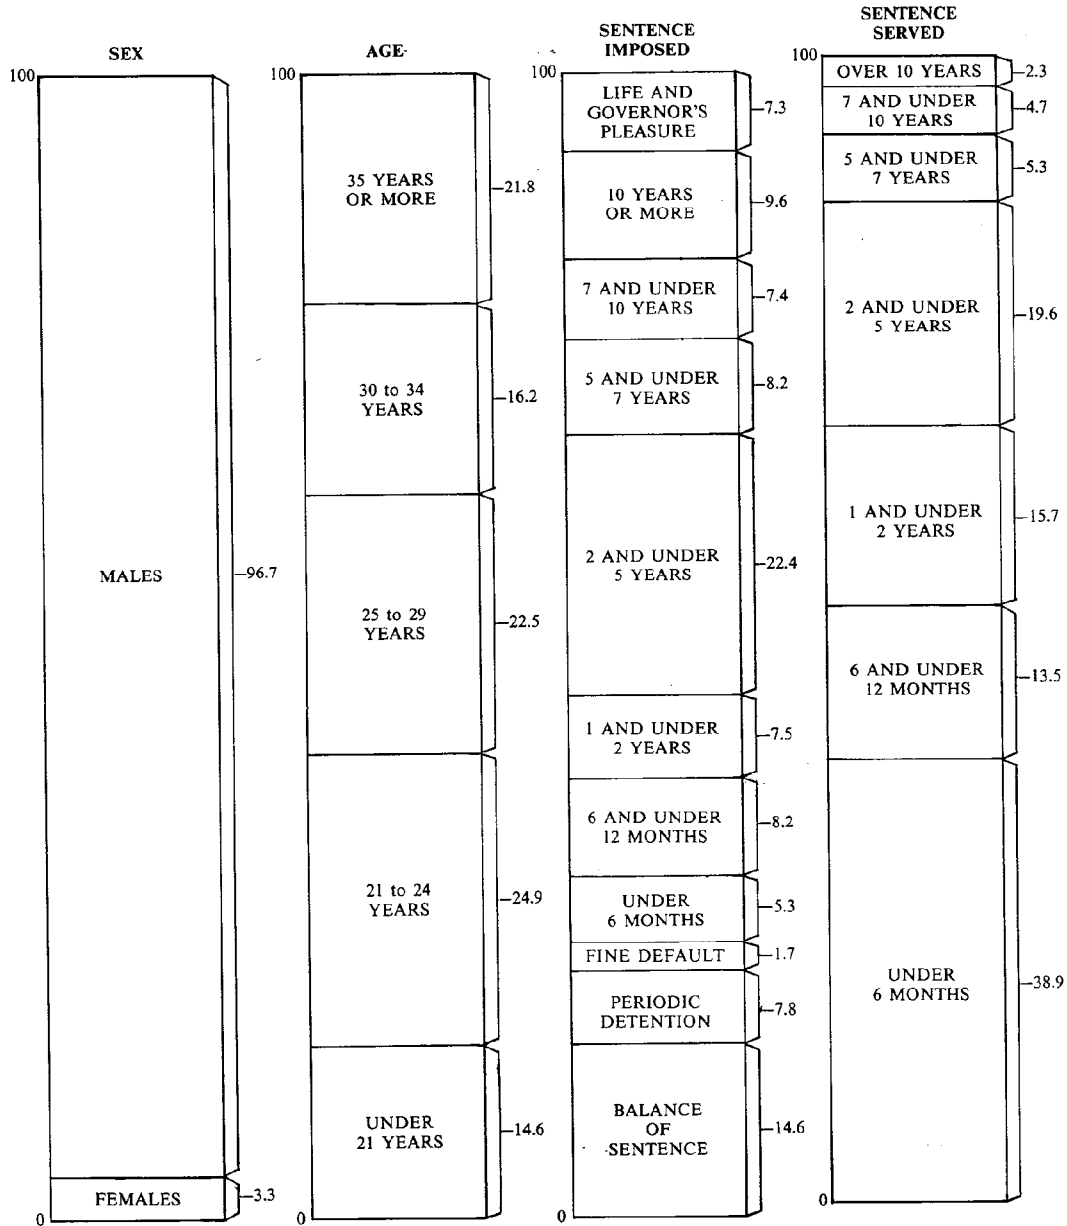 SEX
100
MALES
96.7
FEMALES
3.3
0
AGE
100
35 YEARS
OR MORE
21.8
30 to 34
YEARS
16.2
25 to 29
YEARS
22.5
21 to 24
YEARS
24.9
UNDER
21 YEARS
14.6
0
SENTENCE
IMPOSED
100
LIFE AND
GOVERNOR'S
PLEASURE
7.3
10 YEARS
OR MORE
9.6
7 AND UNDER
10 YEARS
7.4
5 AND UNDER
7 YEARS
8.2
2 AND UNDER
5 YEARS
22.4
1 AND UNDER
2 YEARS
7.5
6 AND UNDER
12 MONTHS
8.2
UNDER
6 MONTHS
5.3
FINE DEFAULT
1.7
PERIODIC
DETENTION
7.8
BALANCE
OF
SENTENCE
14.6
0
SENTENCE
SERVED
100
OVER 10 YEARS
2.3
7 AND UNDER
10 YEARS
4.7
5 AND UNDER
7 YEARS
5.3
2 AND UNDER
5 YEARS
19.6
1 AND UNDER
2 YEARS
15.7
6 AND UNDER
12 MONTHS
13.5
UNDER
6 MONTHS
38.9
0